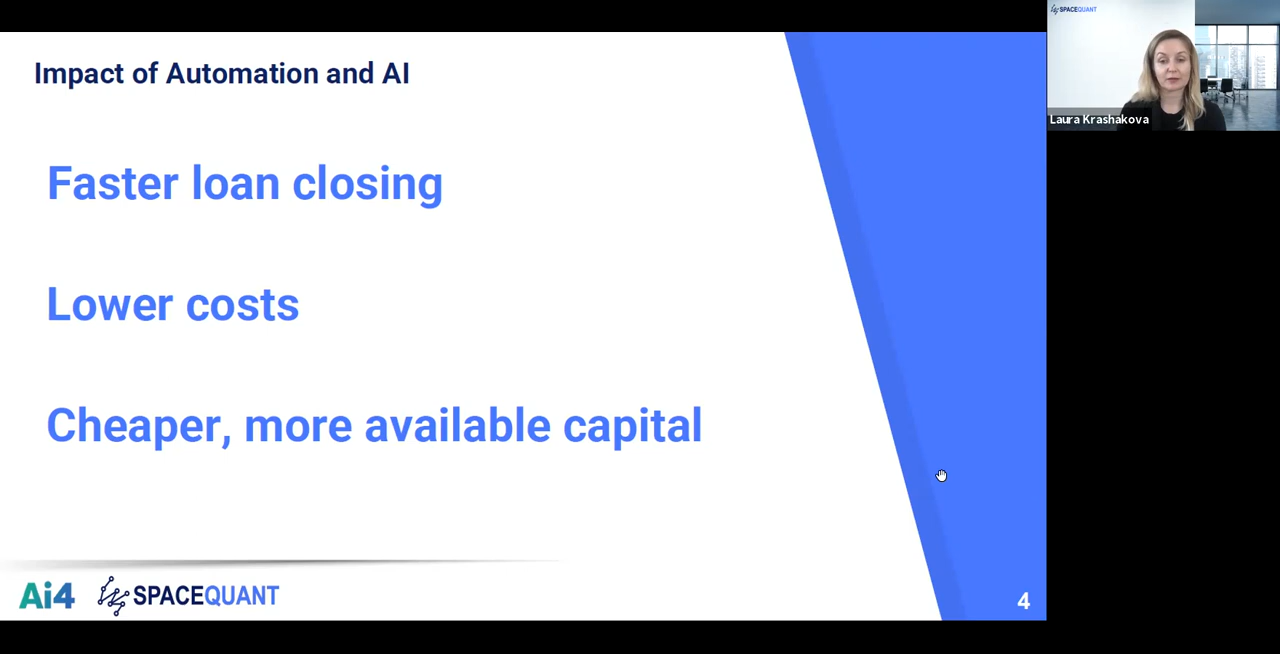 Impact of Automation and AI
Faster loan closing
Lower costs
Cheaper, more available capital
Ai4
SPACEQUANT
4
SPACEQUANT
Laura Krashakova